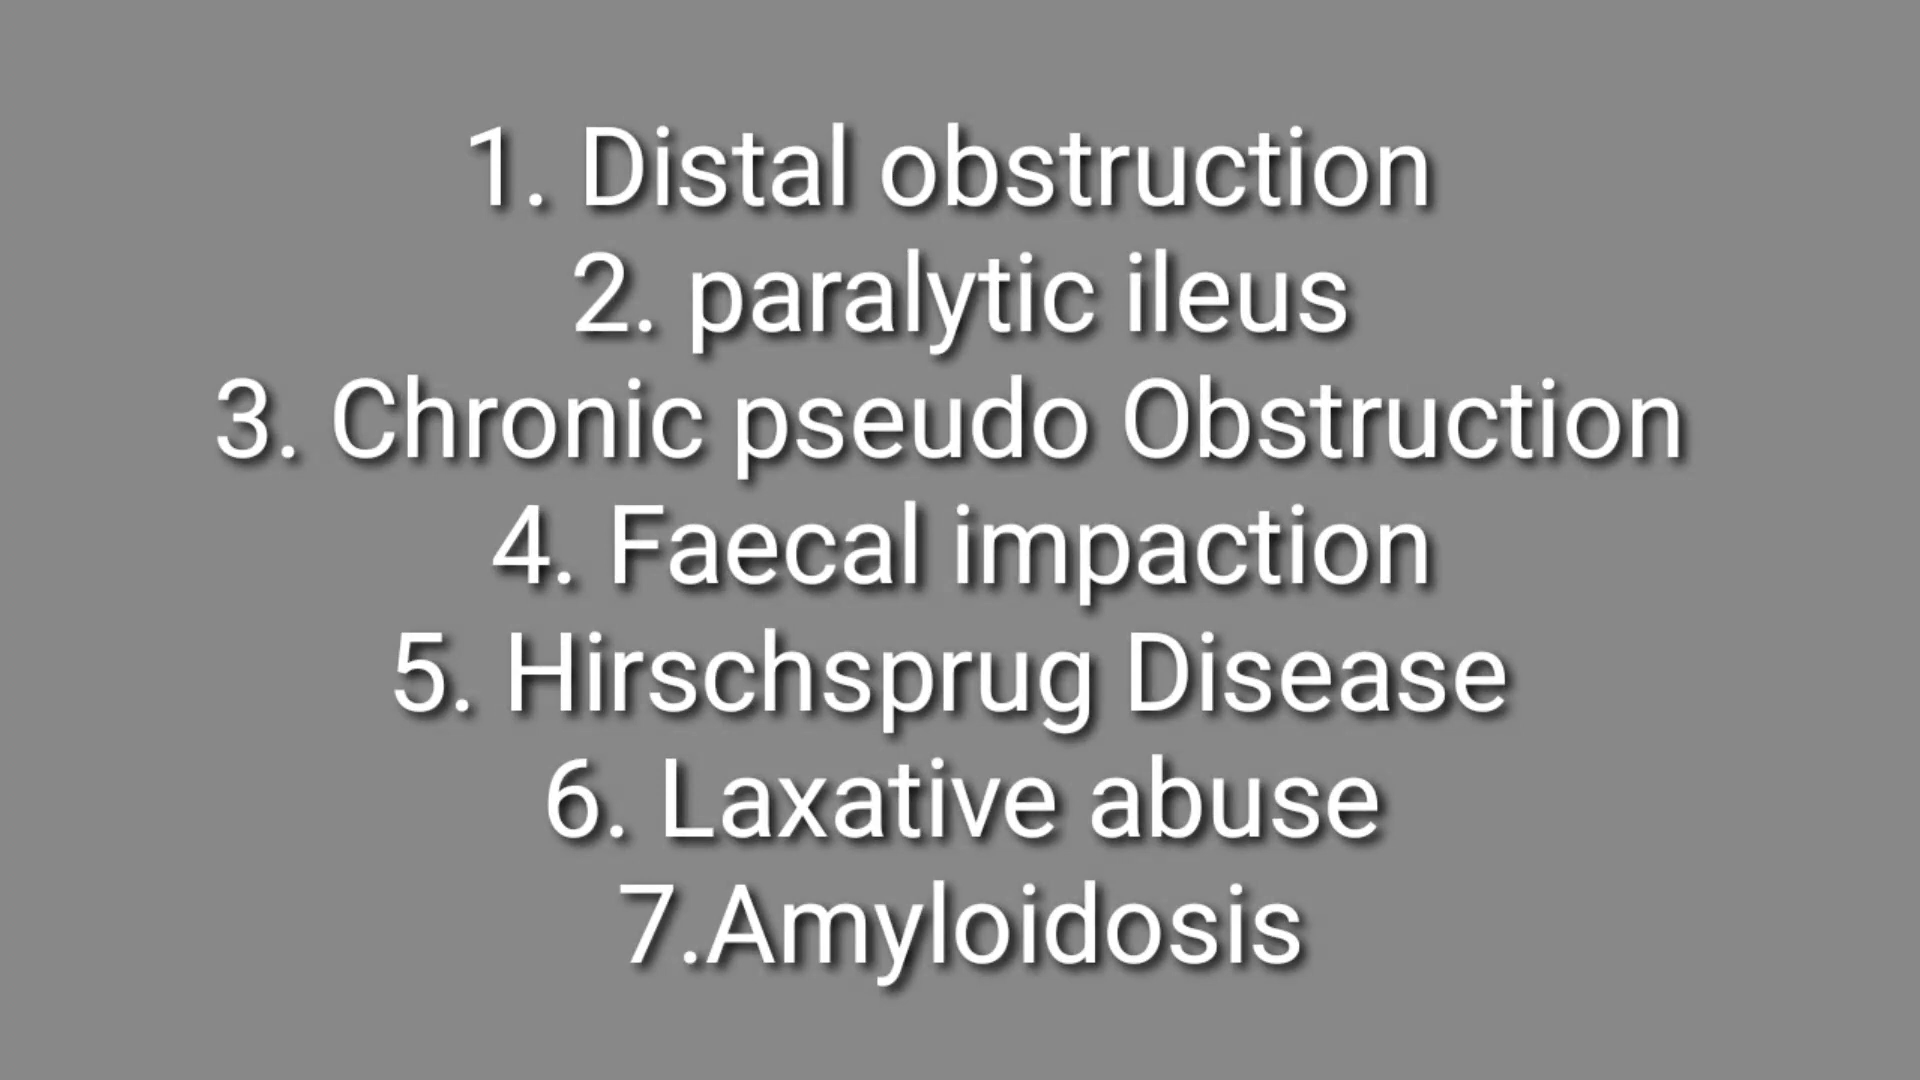 1. Distal obstruction
2. paralytic ileus
3. Chronic pseudo Obstruction
4. Faecal impaction
5. Hirschsprug Disease
6. Laxative abuse
7.Amyloidosis